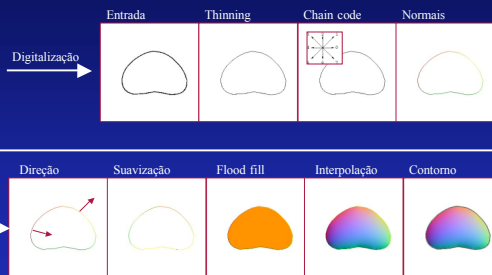 Digitalização
Entrada
Thinning
Chain code
Normais
Direção
Suavização
Flood fill
Interpolação
Contorno